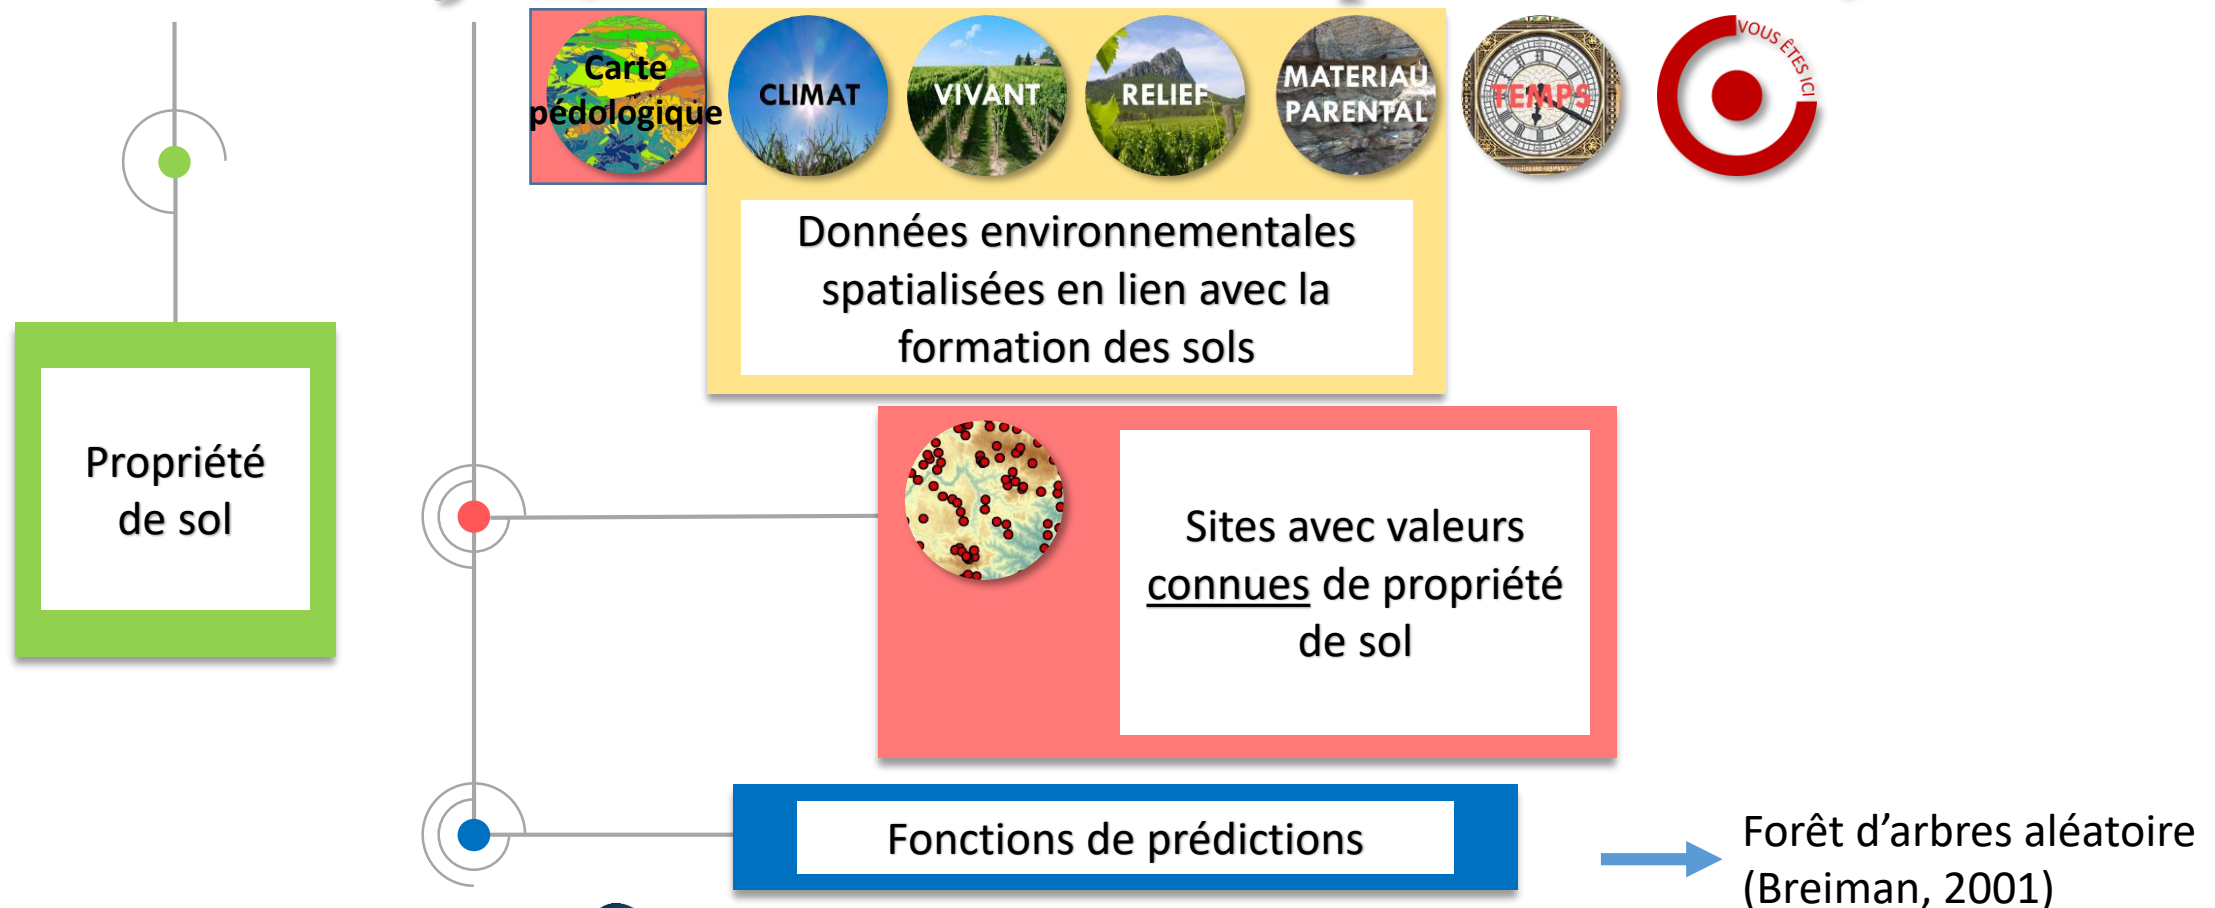 Carte
pédologique
CLIMAT
VIVANT
RELIEF
MATERIAU
PARENTAL
TEMPS
VOUS ÊTES ICI
Données environnementales
spatialisées en lien avec la
formation des sols
Propriété
de sol
Sites avec valeurs
connues de propriété
de sol
Fonctions de prédictions
Forêt d’arbres aléatoire
(Breiman, 2001)